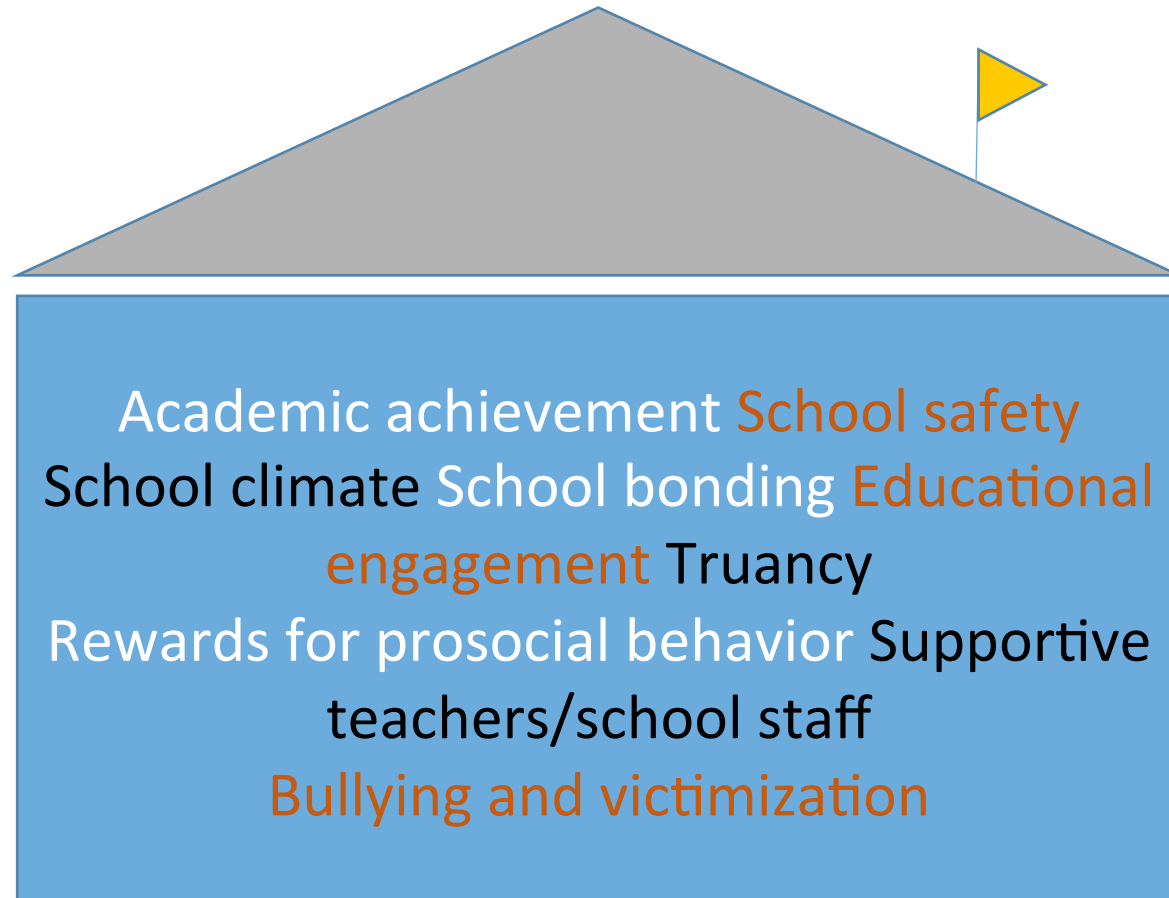 Academic achievement School safety
School climate School bonding Educational
engagement Truancy
Rewards for prosocial behavior Supportive
teachers/school staff
Bullying and victimization